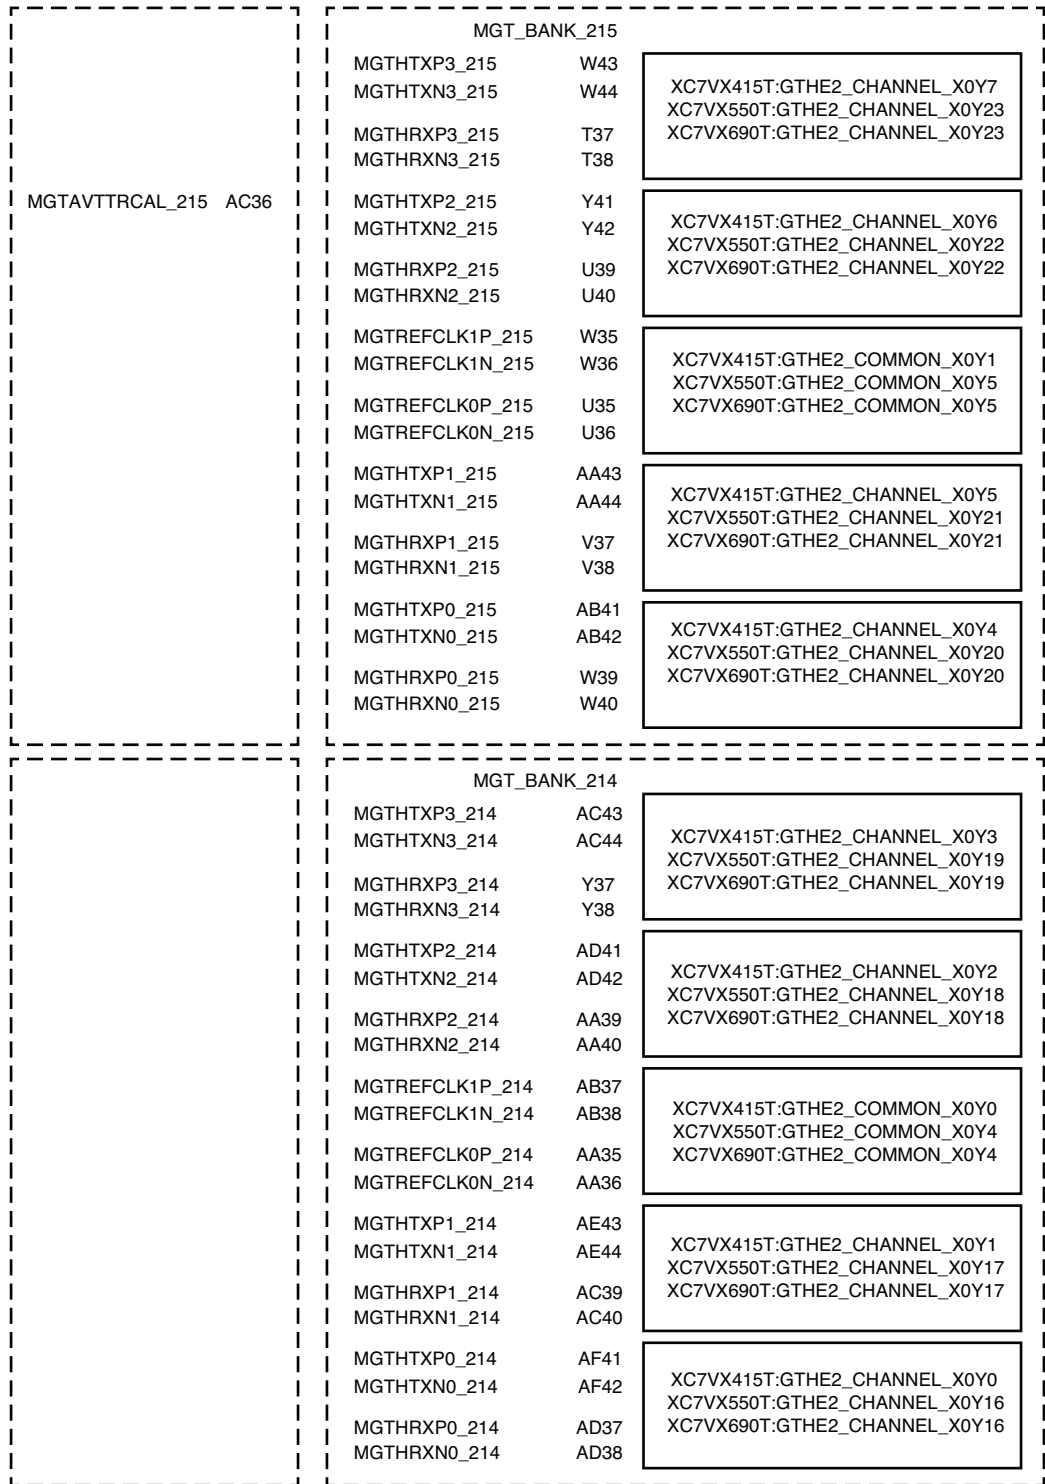 MGT_BANK_215
MGTHTXP3_215 W43
MGTHTXN3_215 W44
MGTHRXP3_215 T37
MGTHRXN3_215 T38
XC7VX415T:GTHE2_CHANNEL_X0Y7
XC7VX550T:GTHE2_CHANNEL_X0Y23
XC7VX690T:GTHE2_CHANNEL_X0Y23
MGTAVTTRCAL_215 AC36
MGTHTXP2_215 Y41
MGTHTXN2_215 Y42
MGTHRXP2_215 U39
MGTHRXN2_215 U40
XC7VX415T:GTHE2_CHANNEL_X0Y6
XC7VX550T:GTHE2_CHANNEL_X0Y22
XC7VX690T:GTHE2_CHANNEL_X0Y22
MGTREFCLK1P_215 W35
MGTREFCLK1N_215 W36
MGTREFCLK0P_215 U35
MGTREFCLK0N_215 U36
XC7VX415T:GTHE2_COMMON_X0Y1
XC7VX550T:GTHE2_COMMON_X0Y5
XC7VX690T:GTHE2_COMMON_X0Y5
MGTHTXP1_215 AA43
MGTHTXN1_215 AA44
MGTHRXP1_215 V37
MGTHRXN1_215 V38
XC7VX415T:GTHE2_CHANNEL_X0Y5
XC7VX550T:GTHE2_CHANNEL_X0Y21
XC7VX690T:GTHE2_CHANNEL_X0Y21
MGTHTXP0_215 AB41
MGTHTXN0_215 AB42
MGTHRXP0_215 W39
MGTHRXN0_215 W40
XC7VX415T:GTHE2_CHANNEL_X0Y4
XC7VX550T:GTHE2_CHANNEL_X0Y20
XC7VX690T:GTHE2_CHANNEL_X0Y20
MGT_BANK_214
MGTHTXP3_214 AC43
MGTHTXN3_214 AC44
MGTHRXP3_214 Y37
MGTHRXN3_214 Y38
XC7VX415T:GTHE2_CHANNEL_X0Y3
XC7VX550T:GTHE2_CHANNEL_X0Y19
XC7VX690T:GTHE2_CHANNEL_X0Y19
MGTHTXP2_214 AD41
MGTHTXN2_214 AD42
MGTHRXP2_214 AA39
MGTHRXN2_214 AA40
XC7VX415T:GTHE2_CHANNEL_X0Y2
XC7VX550T:GTHE2_CHANNEL_X0Y18
XC7VX690T:GTHE2_CHANNEL_X0Y18
MGTREFCLK1P_214 AB37
MGTREFCLK1N_214 AB38
MGTREFCLK0P_214 AA35
MGTREFCLK0N_214 AA36
XC7VX415T:GTHE2_COMMON_X0Y0
XC7VX550T:GTHE2_COMMON_X0Y4
XC7VX690T:GTHE2_COMMON_X0Y4
MGTHTXP1_214 AE43
MGTHTXN1_214 AE44
MGTHRXP1_214 AC39
MGTHRXN1_214 AC40
XC7VX415T:GTHE2_CHANNEL_X0Y1
XC7VX550T:GTHE2_CHANNEL_X0Y17
XC7VX690T:GTHE2_CHANNEL_X0Y17
MGTHTXP0_214 AF41
MGTHTXN0_214 AF42
MGTHRXP0_214 AD37
MGTHRXN0_214 AD38
XC7VX415T:GTHE2_CHANNEL_X0Y0
XC7VX550T:GTHE2_CHANNEL_X0Y16
XC7VX690T:GTHE2_CHANNEL_X0Y16